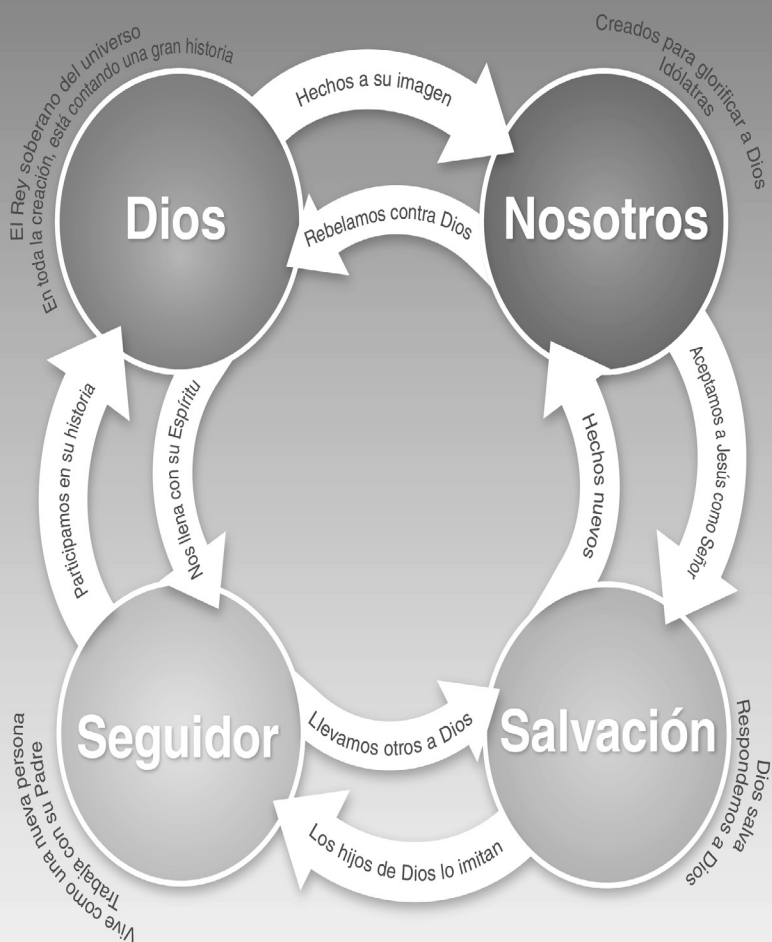 El Rey soberano del universo
En toda la creación, está contando una gran historia
Dios
Hechos a su imagen
Rebelamos contra Dios
Creados para glorificar a Dios
Idólatras
Nosotros
Participamos en su historia
Nos llena con su Espíritu
Hechos nuevos
Aceptamos a Jesús como Señor
Seguidor
Vive como una nueva persona
Trabaja con su Padre
Llevamos otros a Dios
Los hijos de Dios lo imitan
Salvación
Dios salva
Respondemos a Dios